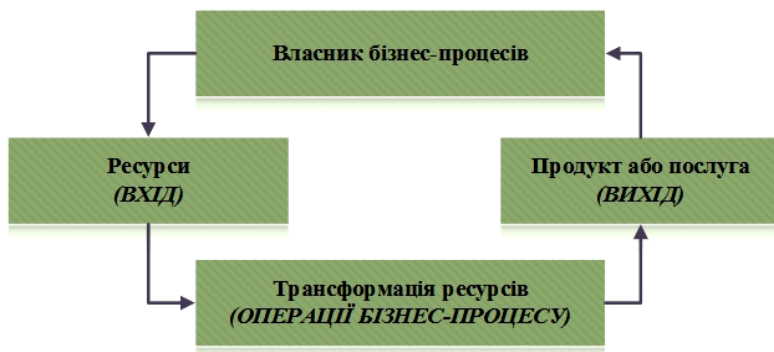 Власник бізнес-процесів
Ресурси
(ВХІД)
Продукт або послуга
(ВИХІД)
Трансформація ресурсів
(ОПЕРАЦІЇ БІЗНЕС-ПРОЦЕСУ)